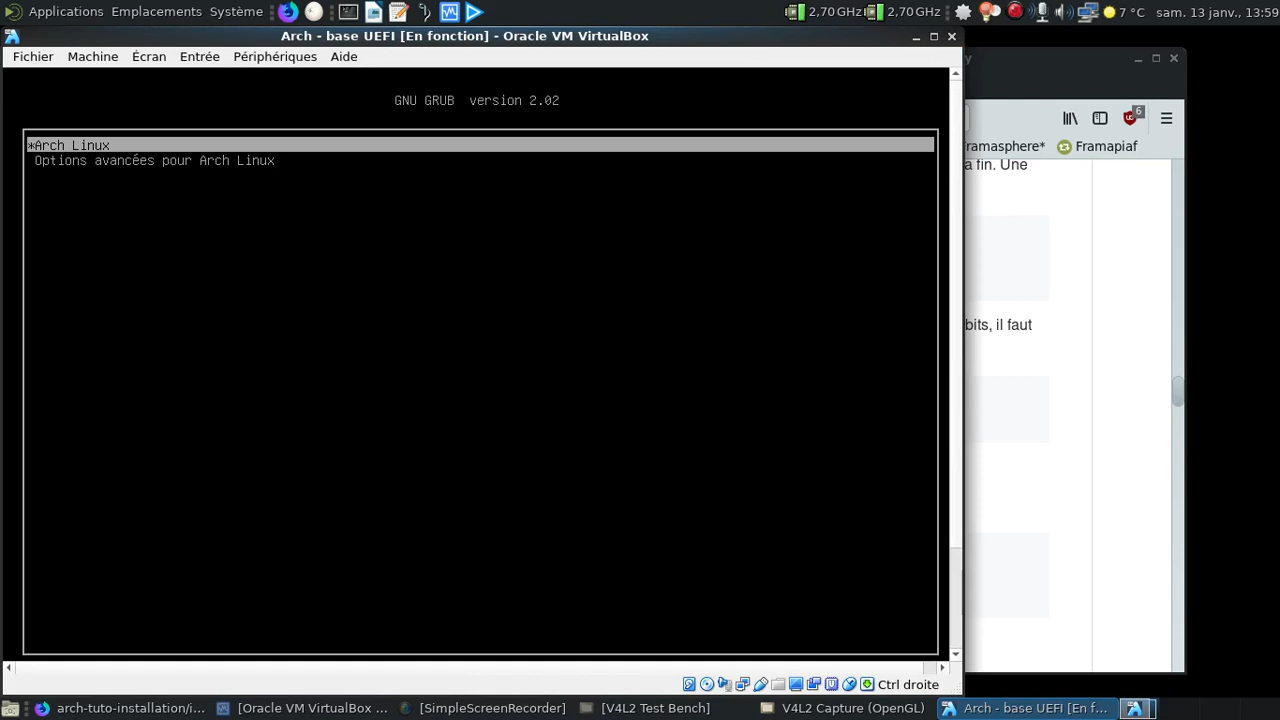 Applications Emplacements Système
2,70 GHz 2,70 GHz 7 °C sam. 13 janv., 13:59
Arch - base UEFI [En fonction] - Oracle VM VirtualBox
Fichier Machine Écran Entrée Périphériques Aide
GNU GRUB version 2.02
*Arch Linux
Options avancées pour Arch Linux
6
ramasphere* Framapiaf
a fin. Une
bits, il faut
Ctrl droite
arch-tuto-installation/i... [Oracle VM VirtualBox ... [SimpleScreenRecorder] [V4L2 Test Bench] V4L2 Capture (OpenGL) Arch - base UEFI [En f...